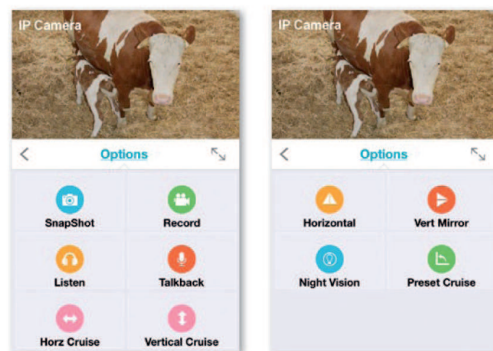 IP Camera
Options
SnapShot Record
Listen Talkback
Horz Cruise Vertical Cruise
IP Camera
Options
Horizontal Vert Mirror
Night Vision Preset Cruise